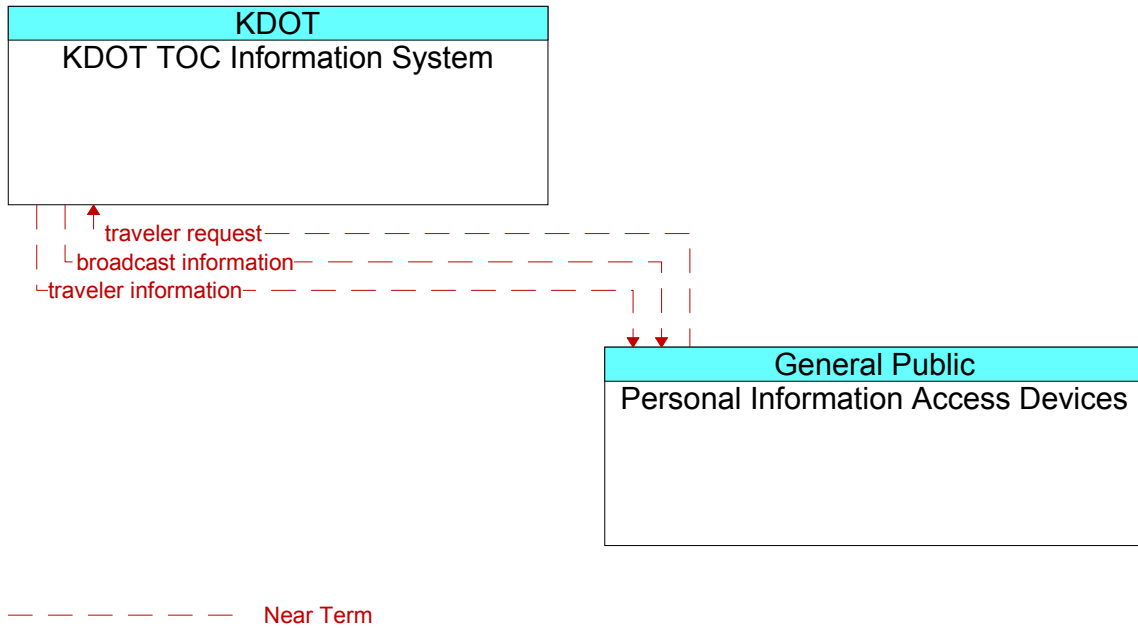 KDOT
KDOT TOC Information System
traveler request
broadcast information
traveler information
General Public
Personal Information Access Devices
Near Term